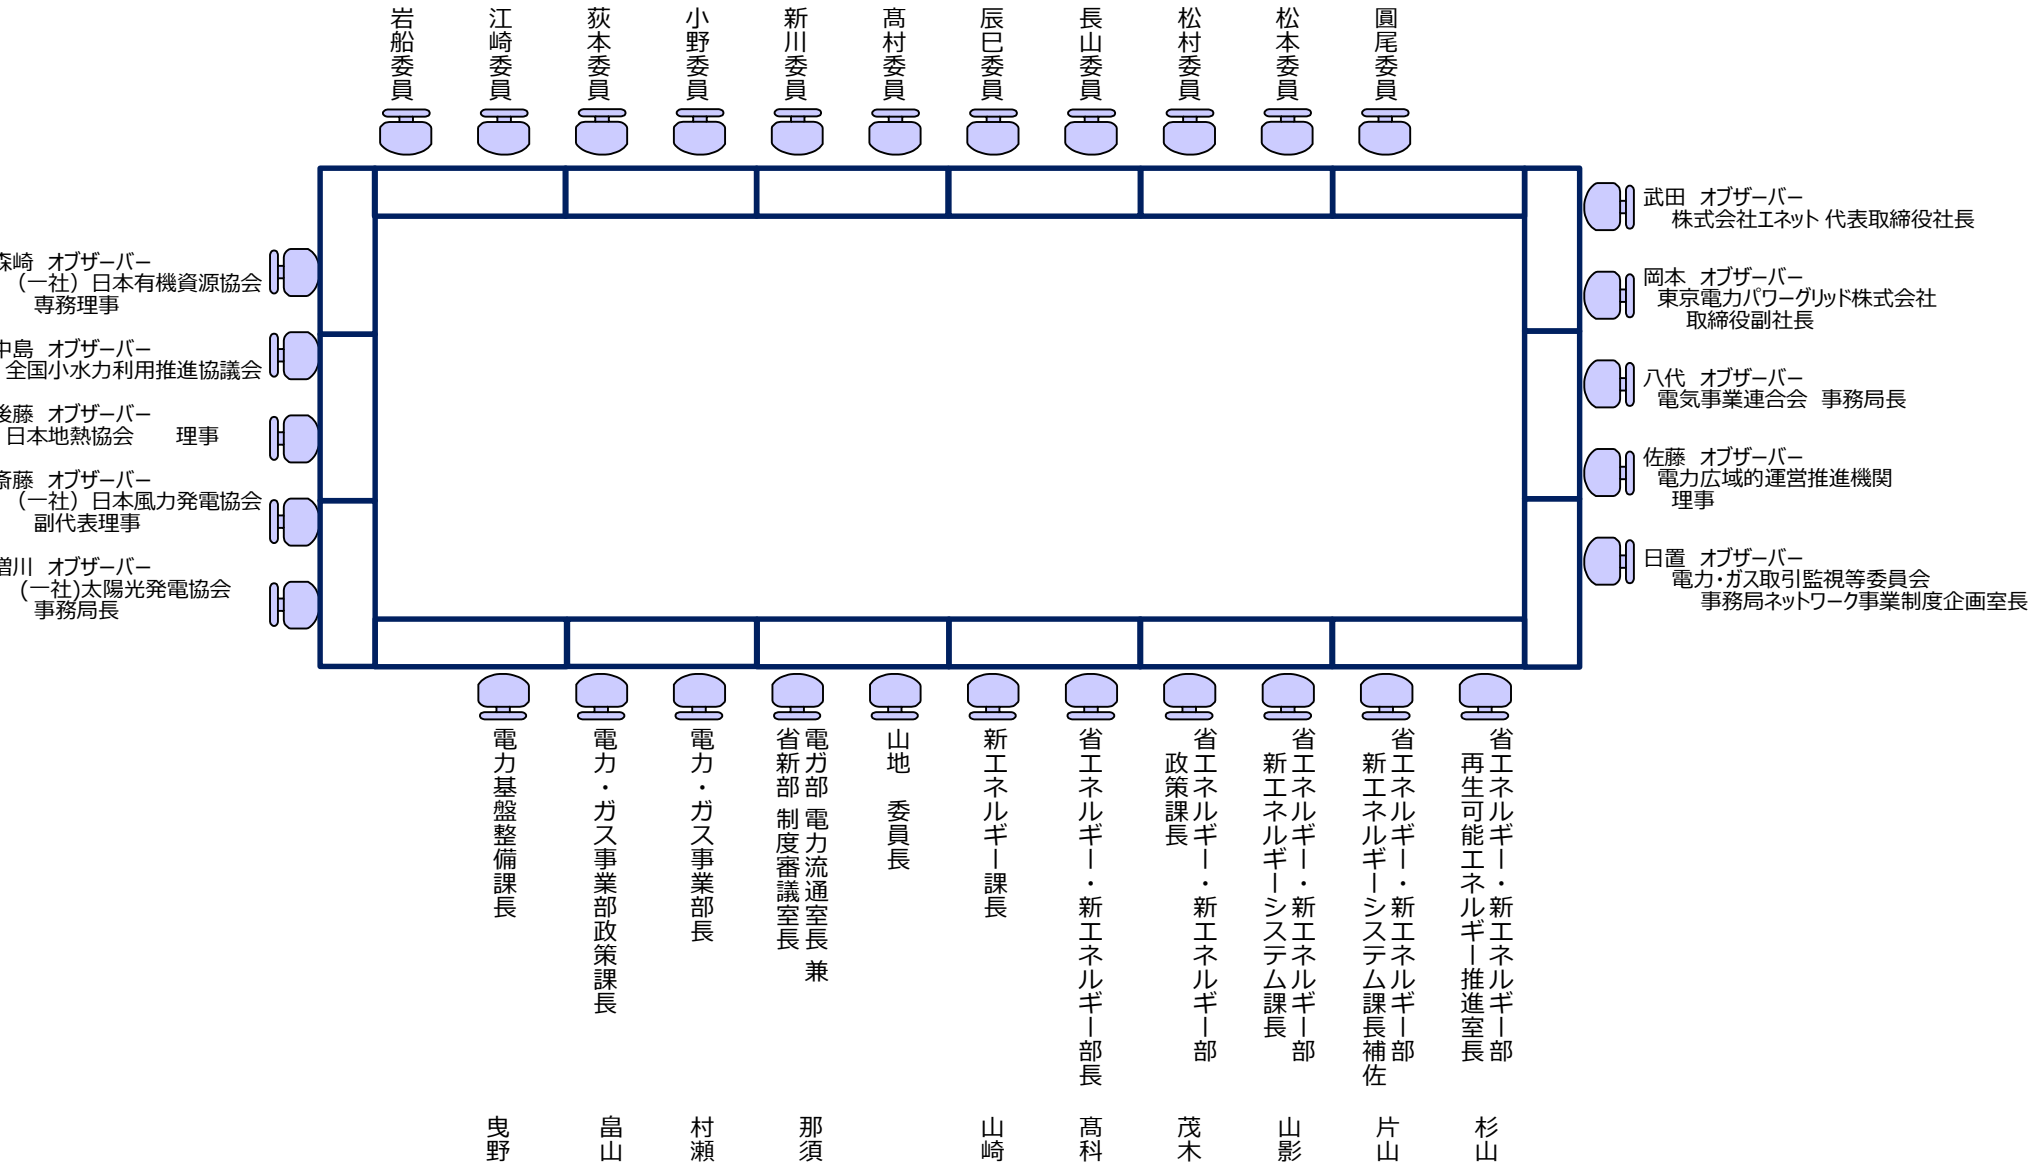 岩船委員
江崎委員
荻本委員
小野委員
新川委員
髙村委員
辰巳委員
長山委員
松村委員
松本委員
圓尾委員
森崎 オブザーバー
（一社）日本有機資源協会
専務理事
中島 オブザーバー
全国小水力利用推進協議会
後藤 オブザーバー
日本地熱協会 理事
斎藤 オブザーバー
（一社）日本風力発電協会
副代表理事
増川 オブザーバー
(一社)太陽光発電協会
事務局長
武田 オブザーバー
株式会社エネット 代表取締役社長
岡本 オブザーバー
東京電力パワーグリッド株式会社
取締役副社長
八代 オブザーバー
電気事業連合会 事務局長
佐藤 オブザーバー
電力広域的運営推進機関
理事
日置 オブザーバー
電力・ガス取引監視等委員会
事務局ネットワーク事業制度企画室長
電力基盤整備課長
曳野
電力・ガス事業部政策課長
畠山
電力・ガス事業部長
村瀬
電ガ部 電力流通室長 兼
省新部 制度審議室長
那須
山地 委員長
新エネルギー課長
山崎
省エネルギー・新エネルギー部長
髙科
省エネルギー・新エネルギー部
政策課長
茂木
省エネルギー・新エネルギー部
新エネルギーシステム課長
山影
省エネルギー・新エネルギー部
新エネルギーシステム課長補佐
片山
省エネルギー・新エネルギー部
再生可能エネルギー推進室長
杉山